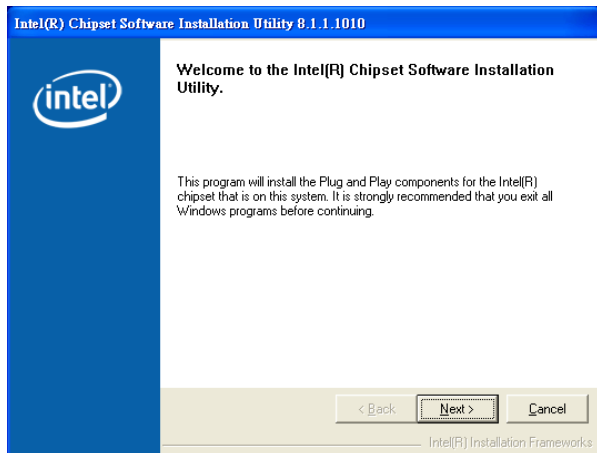 Intel(R) Chipset Software Installation Utility 8.1.1.1010
intel
Welcome to the Intel(R) Chipset Software Installation
Utility.
This program will install the Plug and Play components for the Intel(R)
chipset that is on this system. It is strongly recommended that you exit all
Windows programs before continuing.
< Back
Next >
Cancel
Intel(R) Installation Frameworks